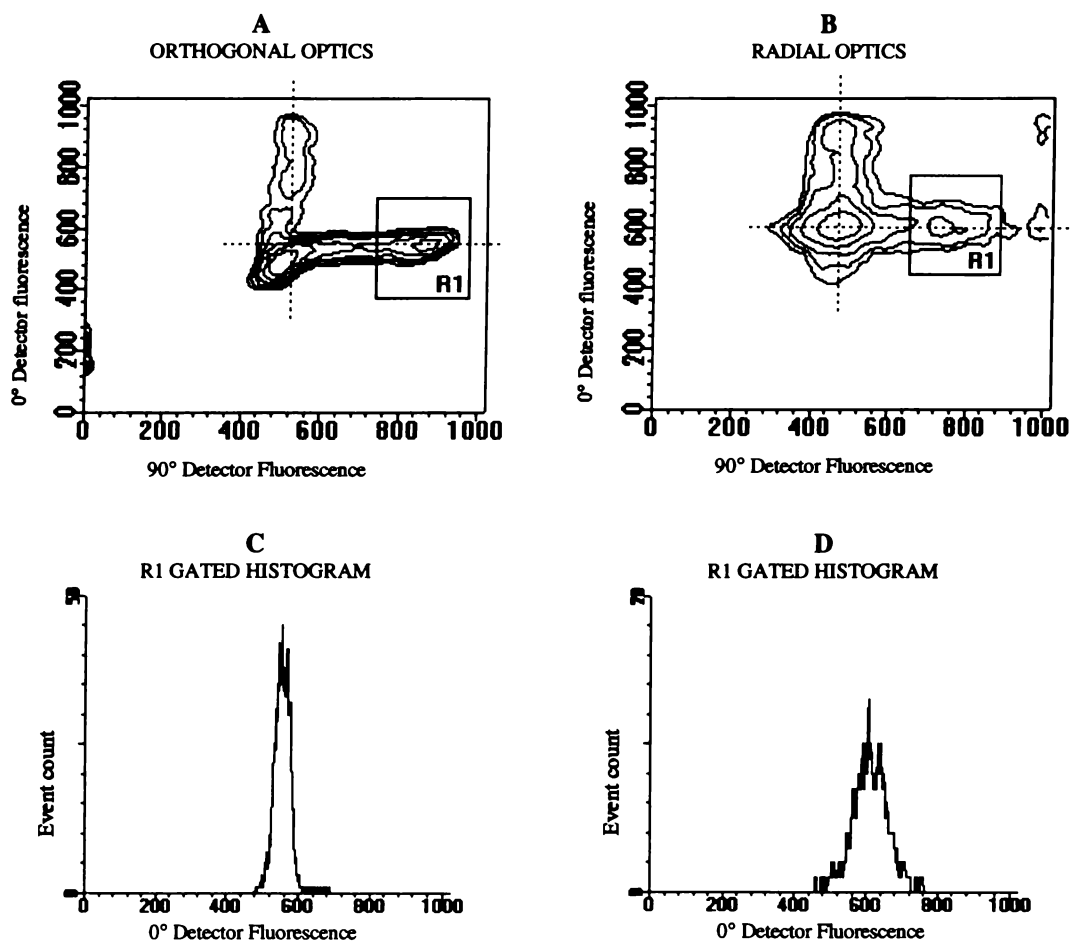 A
ORTHOGONAL OPTICS
1000
800
600
400
200
0
0° Detector fluorescence
R1
0 200 400 600 800 1000
90° Detector Fluorescence
B
RADIAL OPTICS
1000
800
600
400
200
0
0° Detector fluorescence
R1
0 200 400 600 800 1000
90° Detector Fluorescence
C
R1 GATED HISTOGRAM
Event count
0 200 400 600 800 1000
0° Detector Fluorescence
D
R1 GATED HISTOGRAM
Event count
0 200 400 600 800 1000
0° Detector Fluorescence